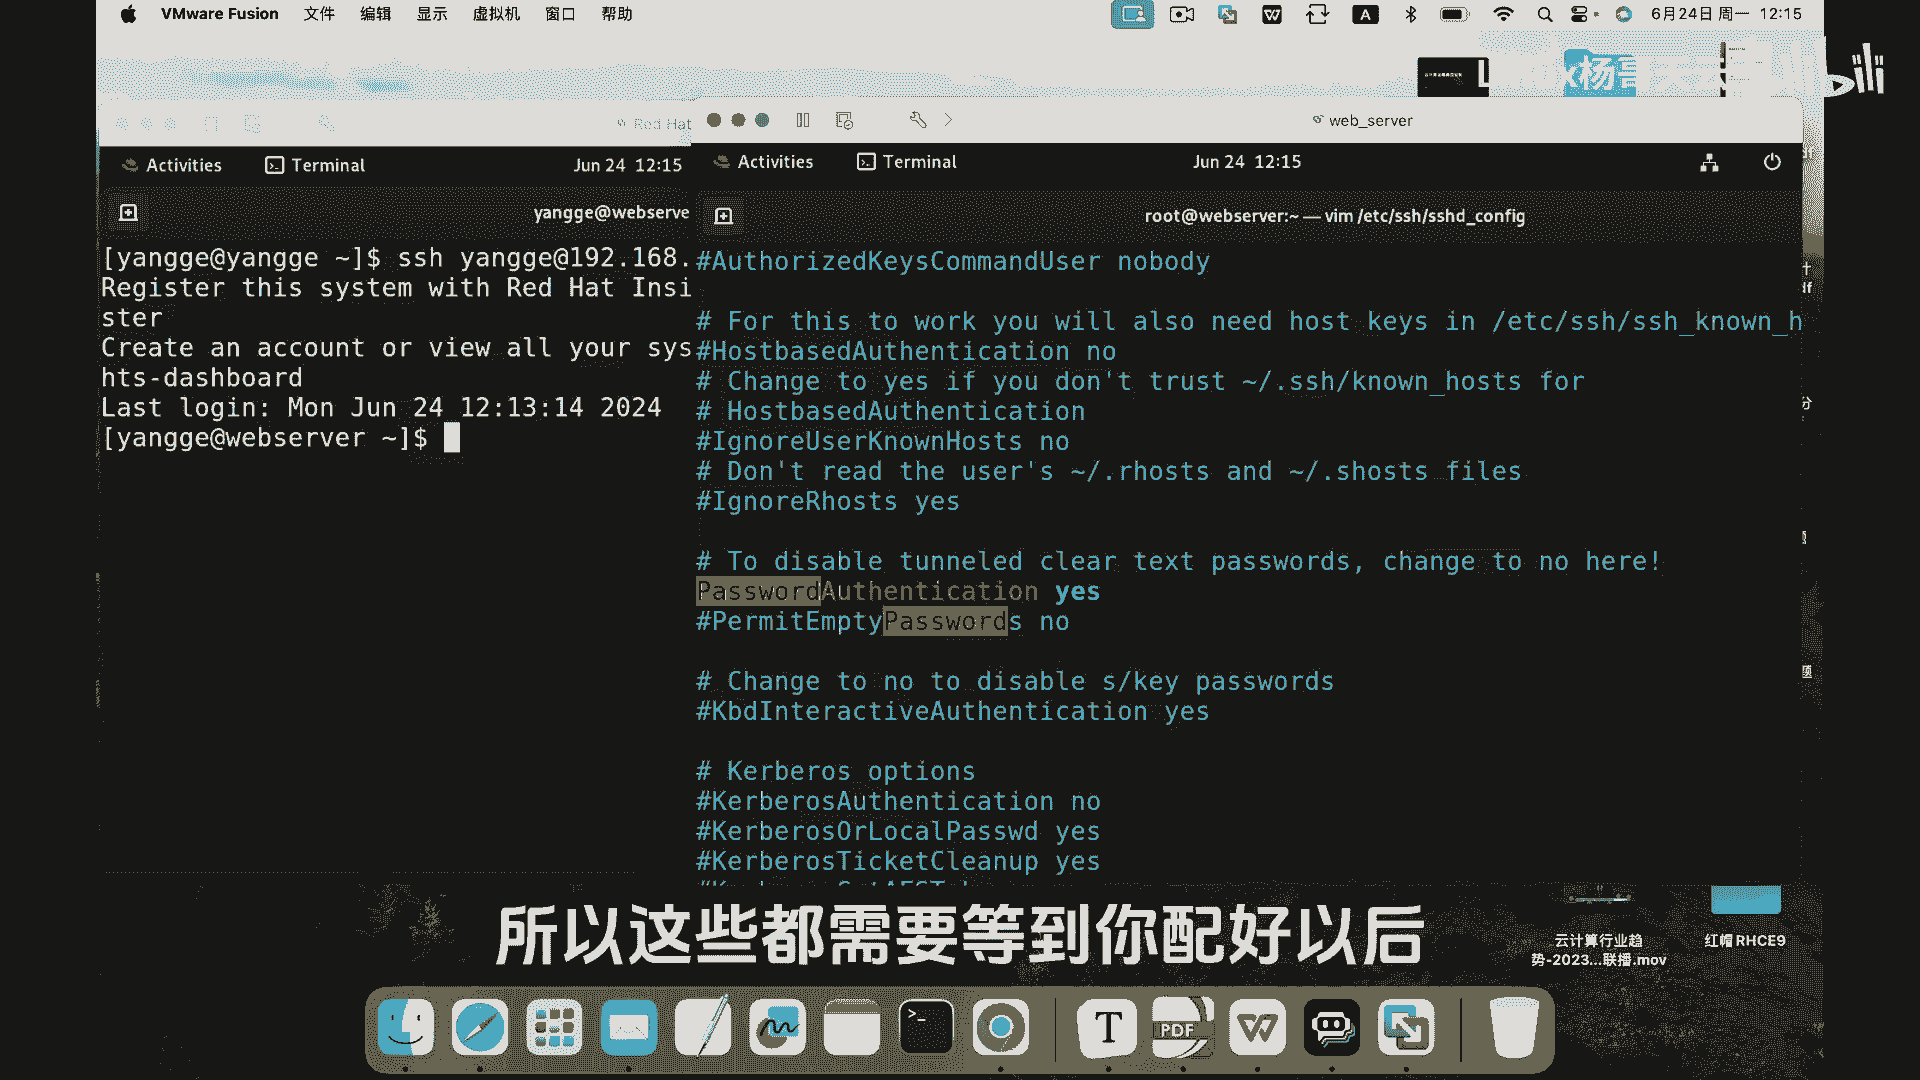 VMware Fusion 文件 编辑 显示 虚拟机 窗口 帮助
6月24日 周一 12:15
Red Hat
web_server
Activities Terminal Jun 24 12:15
Activities Terminal Jun 24 12:15
yangge@webserve
root@webserver:~ — vim /etc/ssh/sshd_config
[yangge@yangge ~]$ ssh yangge@192.168.
Register this system with Red Hat Insi
ster
Create an account or view all your sys
hts-dashboard
Last login: Mon Jun 24 12:13:14 2024
[yangge@webserver ~]$
#AuthorizedKeysCommandUser nobody
# For this to work you will also need host keys in /etc/ssh/ssh_known_h
#HostbasedAuthentication no
# Change to yes if you don't trust ~/.ssh/known_hosts for
# HostbasedAuthentication
#IgnoreUserKnownHosts no
# Don't read the user's ~/.rhosts and ~/.shosts files
#IgnoreRhosts yes
# To disable tunneled clear text passwords, change to no here!
PasswordAuthentication yes
#PermitEmptyPasswords no
# Change to no to disable s/key passwords
#KbdInteractiveAuthentication yes
# Kerberos options
#KerberosAuthentication no
#KerberosOrLocalPasswd yes
#KerberosTicketCleanup yes
所以这些都需要等到你配好以后
云计算行业趋
势-2023...联播.mov
红帽 RHCE9
PDF